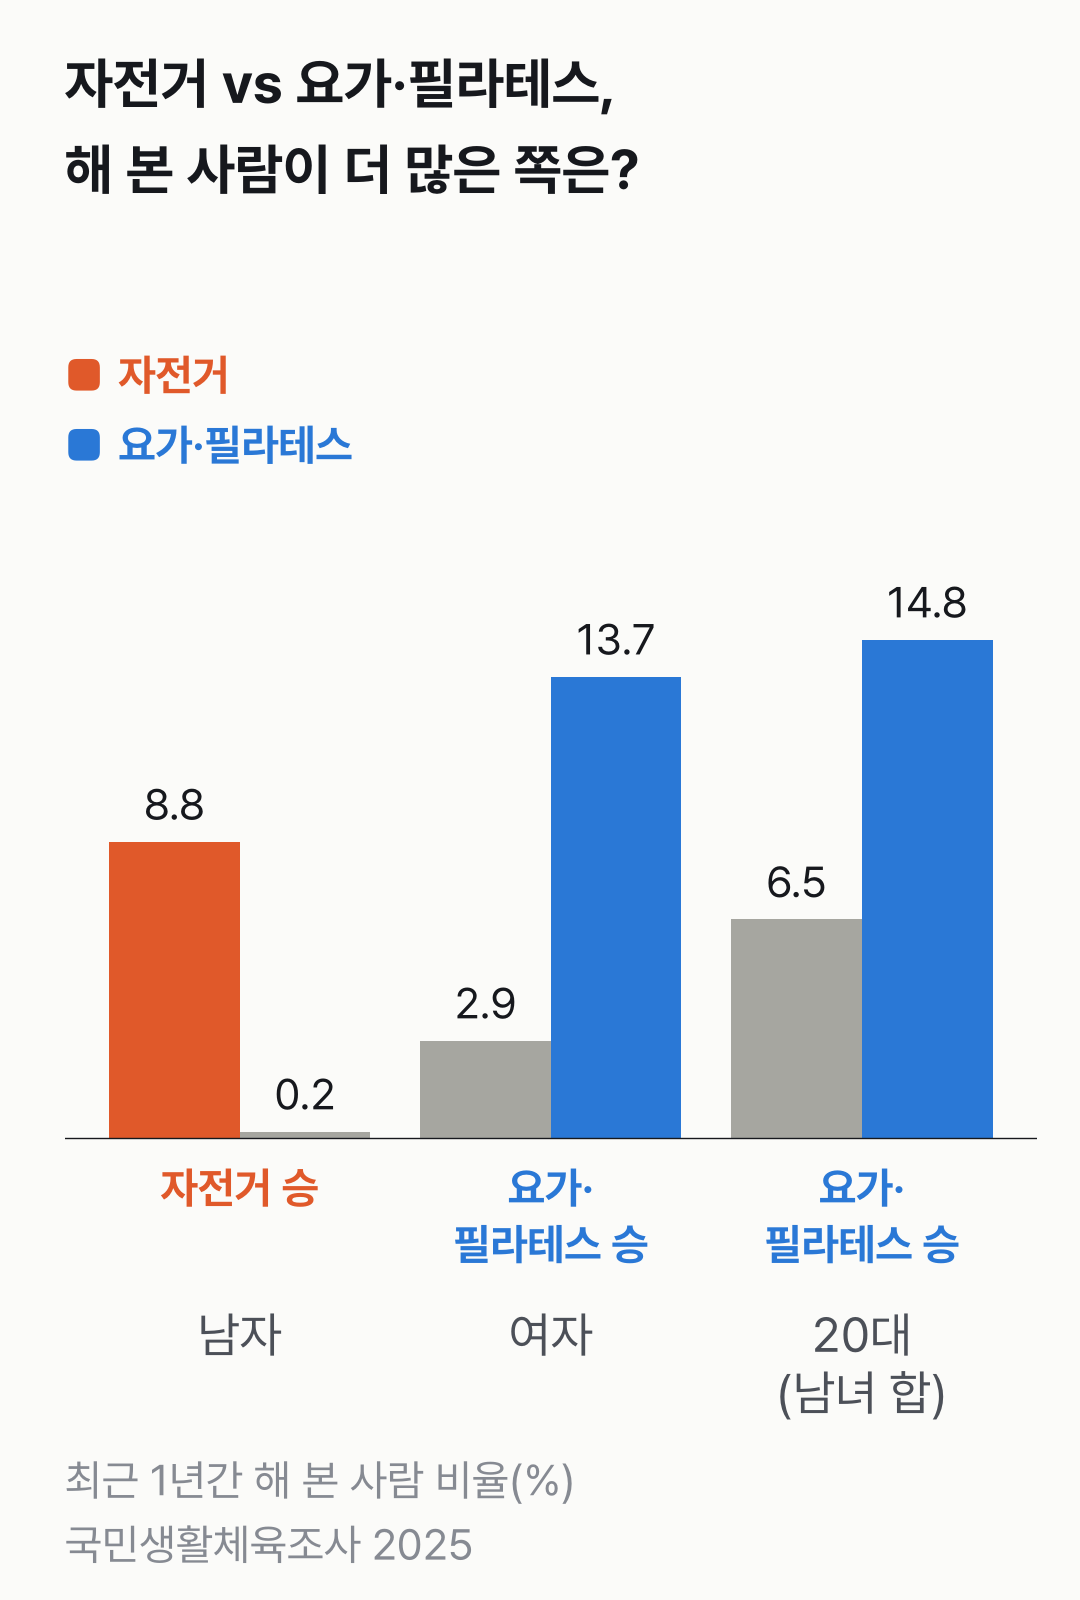 자전거 vs 요가·필라테스,
해 본 사람이 더 많은 쪽은?
자전거
요가·필라테스
8.8
0.2
2.9
13.7
6.5
14.8
자전거 승
요가·
필라테스 승
요가·
필라테스 승
남자
여자
20대
(남녀 합)
최근 1년간 해 본 사람 비율(%)
국민생활체육조사 2025